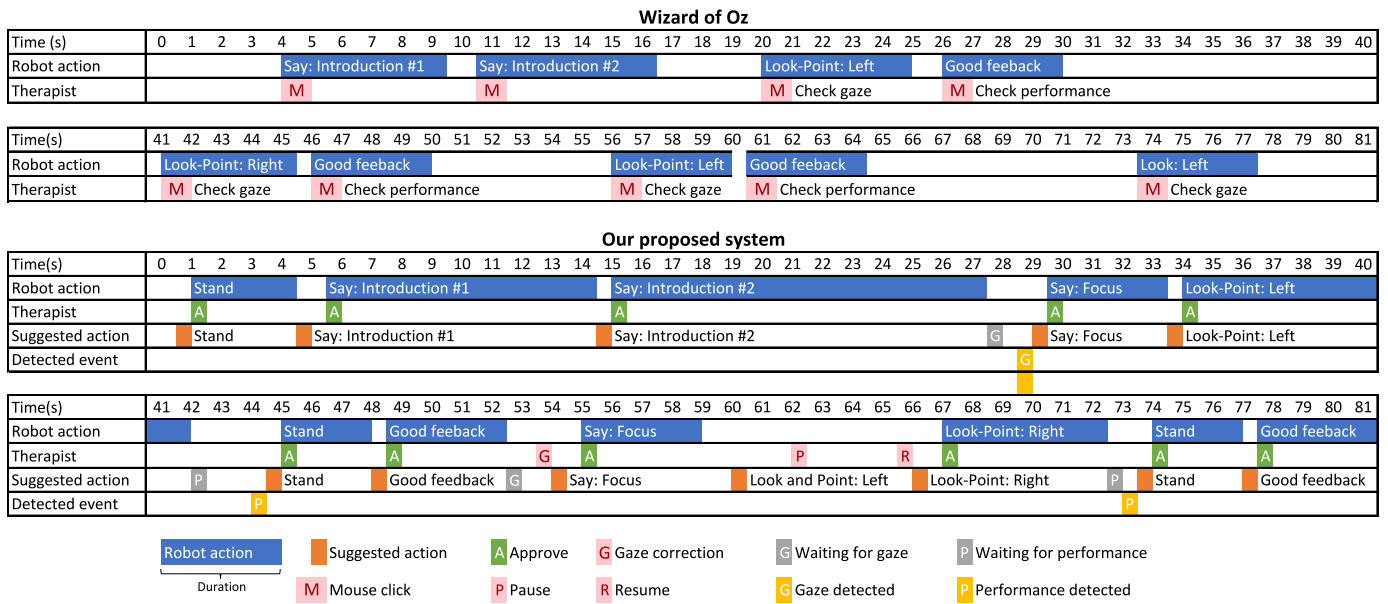 Wizard of Oz
Time (s) 0 1 2 3 4 5 6 7 8 9 10 11 12 13 14 15 16 17 18 19 20 21 22 23 24 25 26 27 28 29 30 31 32 33 34 35 36 37 38 39 40
Robot action Say: Introduction #1 Say: Introduction #2 Look-Point: Left Good feeback
Therapist M M M Check gaze M Check performance
Time(s) 41 42 43 44 45 46 47 48 49 50 51 52 53 54 55 56 57 58 59 60 61 62 63 64 65 66 67 68 69 70 71 72 73 74 75 76 77 78 79 80 81
Robot action Look-Point: Right Good feeback Look-Point: Left Good feeback Look: Left
Therapist M Check gaze M Check performance M Check gaze M Check performance M Check gaze
Our proposed system
Time(s) 0 1 2 3 4 5 6 7 8 9 10 11 12 13 14 15 16 17 18 19 20 21 22 23 24 25 26 27 28 29 30 31 32 33 34 35 36 37 38 39 40
Robot action Stand Say: Introduction #1 Say: Introduction #2 Say: Focus Look-Point: Left
Therapist A A A A A
Suggested action Stand Say: Introduction #1 Say: Introduction #2 G Say: Focus Look-Point: Left
Detected event G
Time(s) 41 42 43 44 45 46 47 48 49 50 51 52 53 54 55 56 57 58 59 60 61 62 63 64 65 66 67 68 69 70 71 72 73 74 75 76 77 78 79 80 81
Robot action Stand Good feeback Say: Focus Look-Point: Right Stand Good feeback
Therapist A A G A P R A A A
Suggested action P Stand Good feedback G Say: Focus Look and Point: Left Look-Point: Right P Stand Good feedback
Detected event P P
Robot action Suggested action A Approve G Gaze correction G Waiting for gaze P Waiting for performance
Duration
M Mouse click P Pause R Resume G Gaze detected P Performance detected